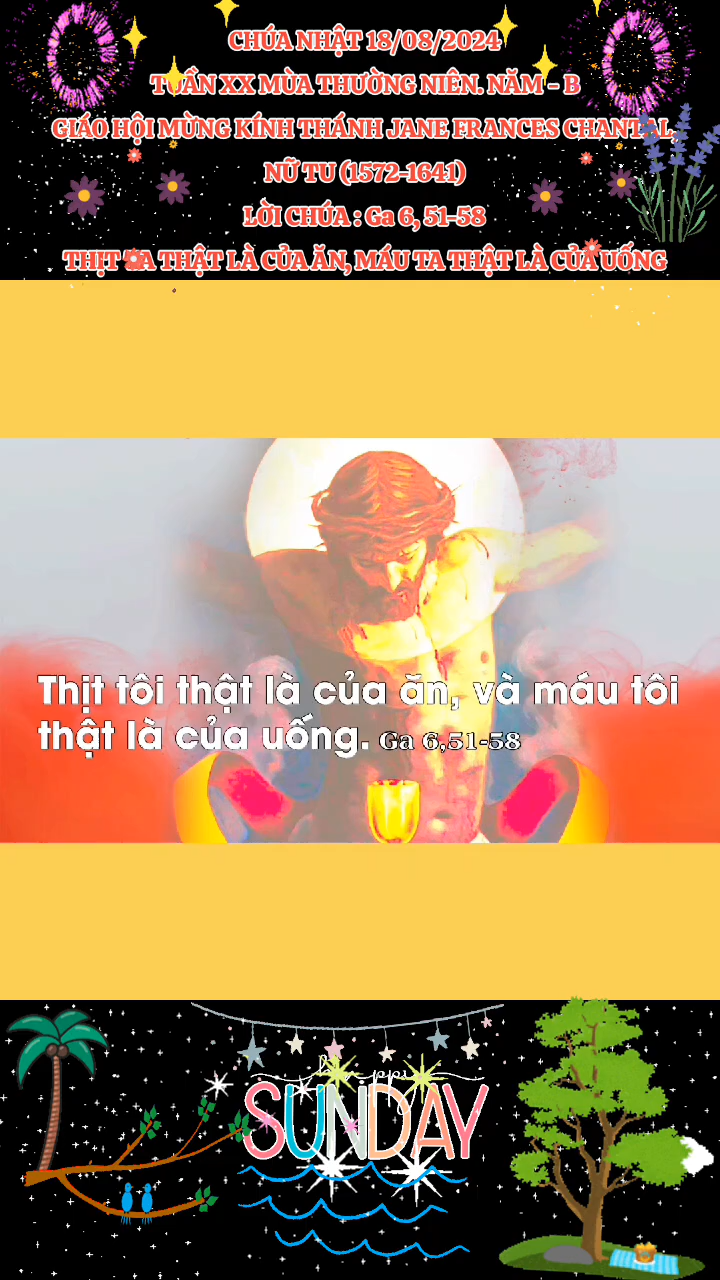 CHÚA NHẬT 18/08/2024
TUẦN XX MÙA THƯỜNG NIÊN. NĂM - B
GIÁO HỘI MỪNG KÍNH THÁNH JANE FRANCES CHANTAL,
NỮ TU (1572-1641)
LỜI CHÚA : Ga 6, 51-58
THỊT TA THẬT LÀ CỦA ĂN, MÁU TA THẬT LÀ CỦA UỐNG
Thịt tôi thật là của ăn, và máu tôi
thật là của uống. Ga 6,51-58
SUNDAY